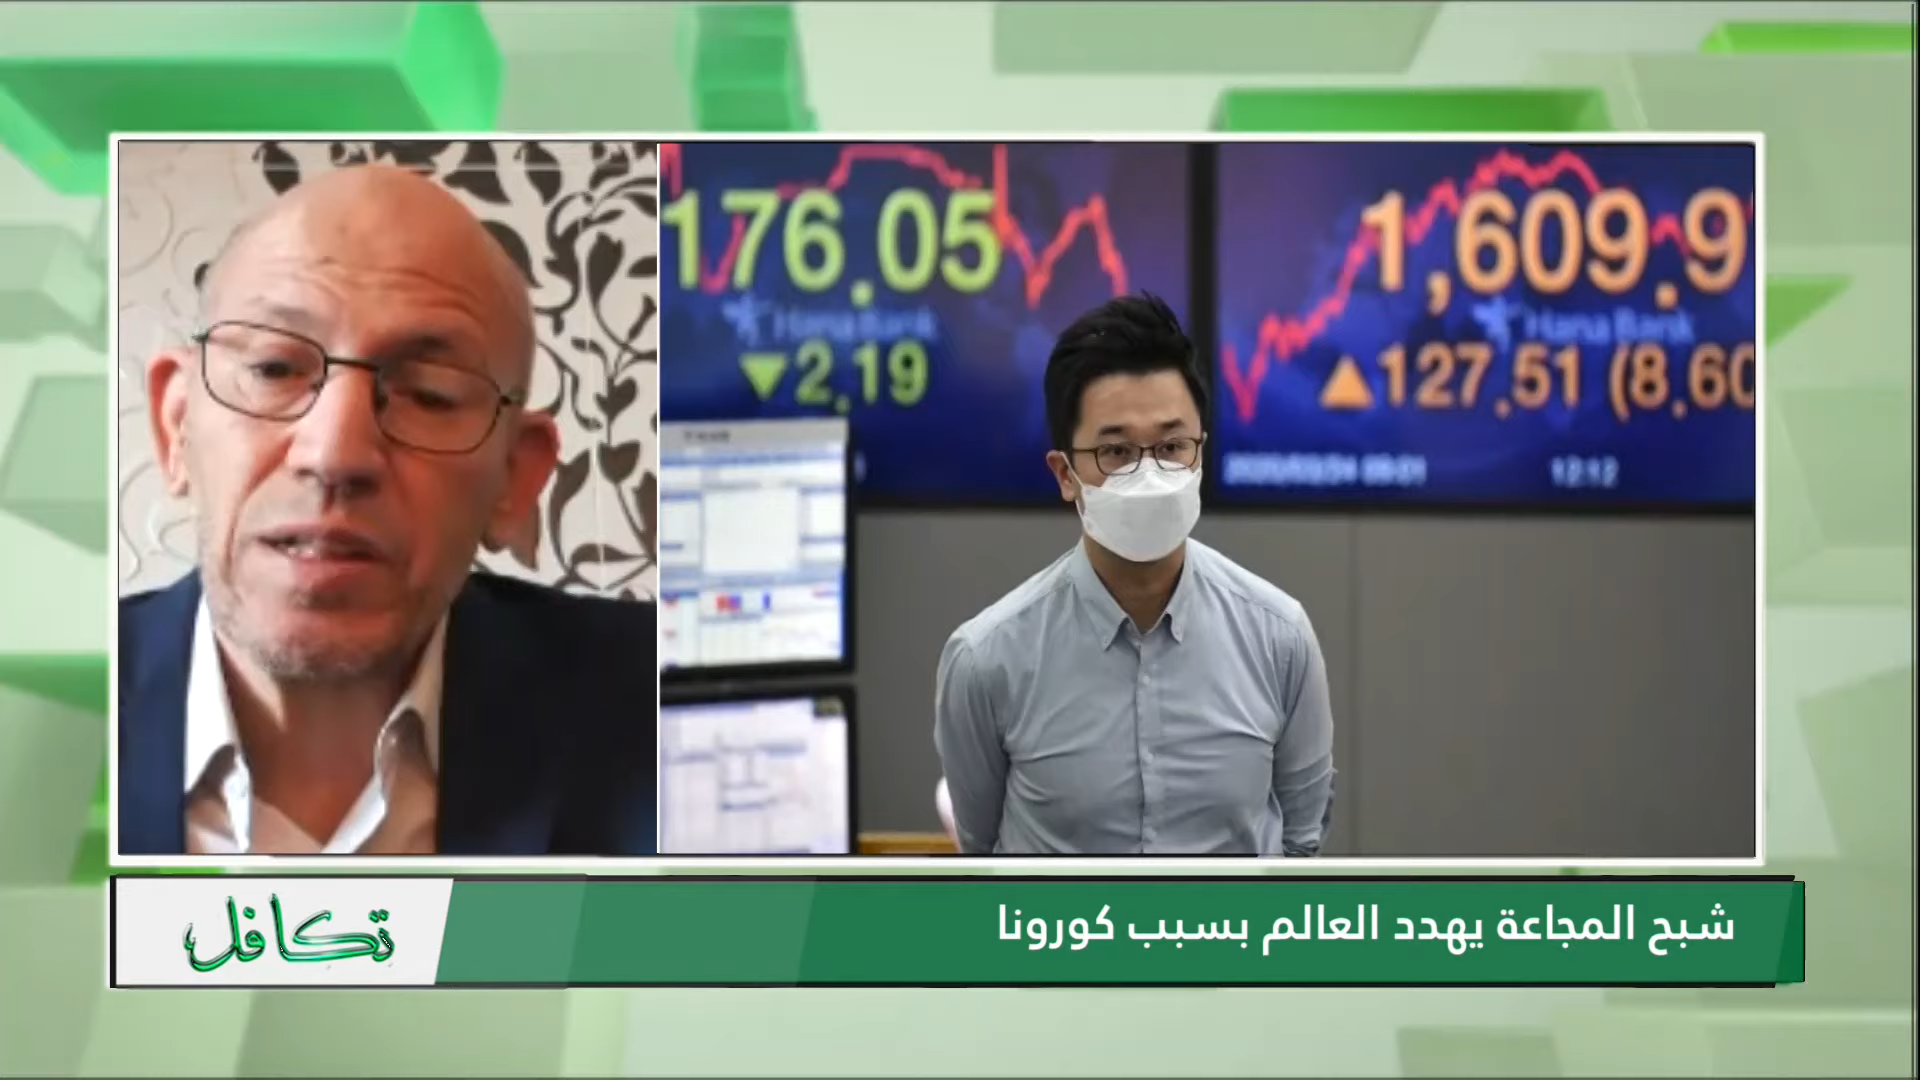 176.05
Hana Bank
▼2.19
1,609.9
Hana Bank
▲127.51 (8.60
12:12
شبح المجاعة يهدد العالم بسبب كورونا
تكافل